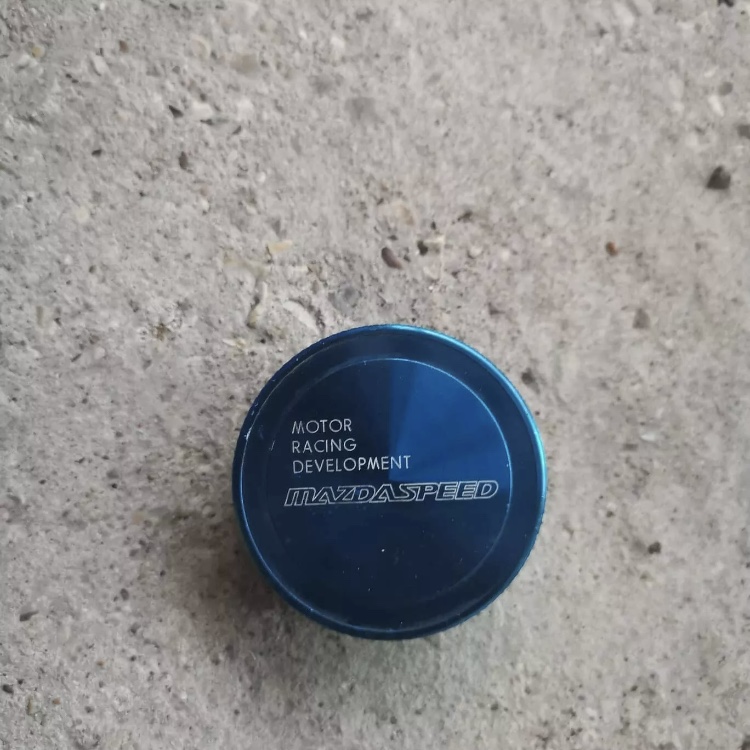 MOTOR
RACING
DEVELOPMENT
MAZDASPEED